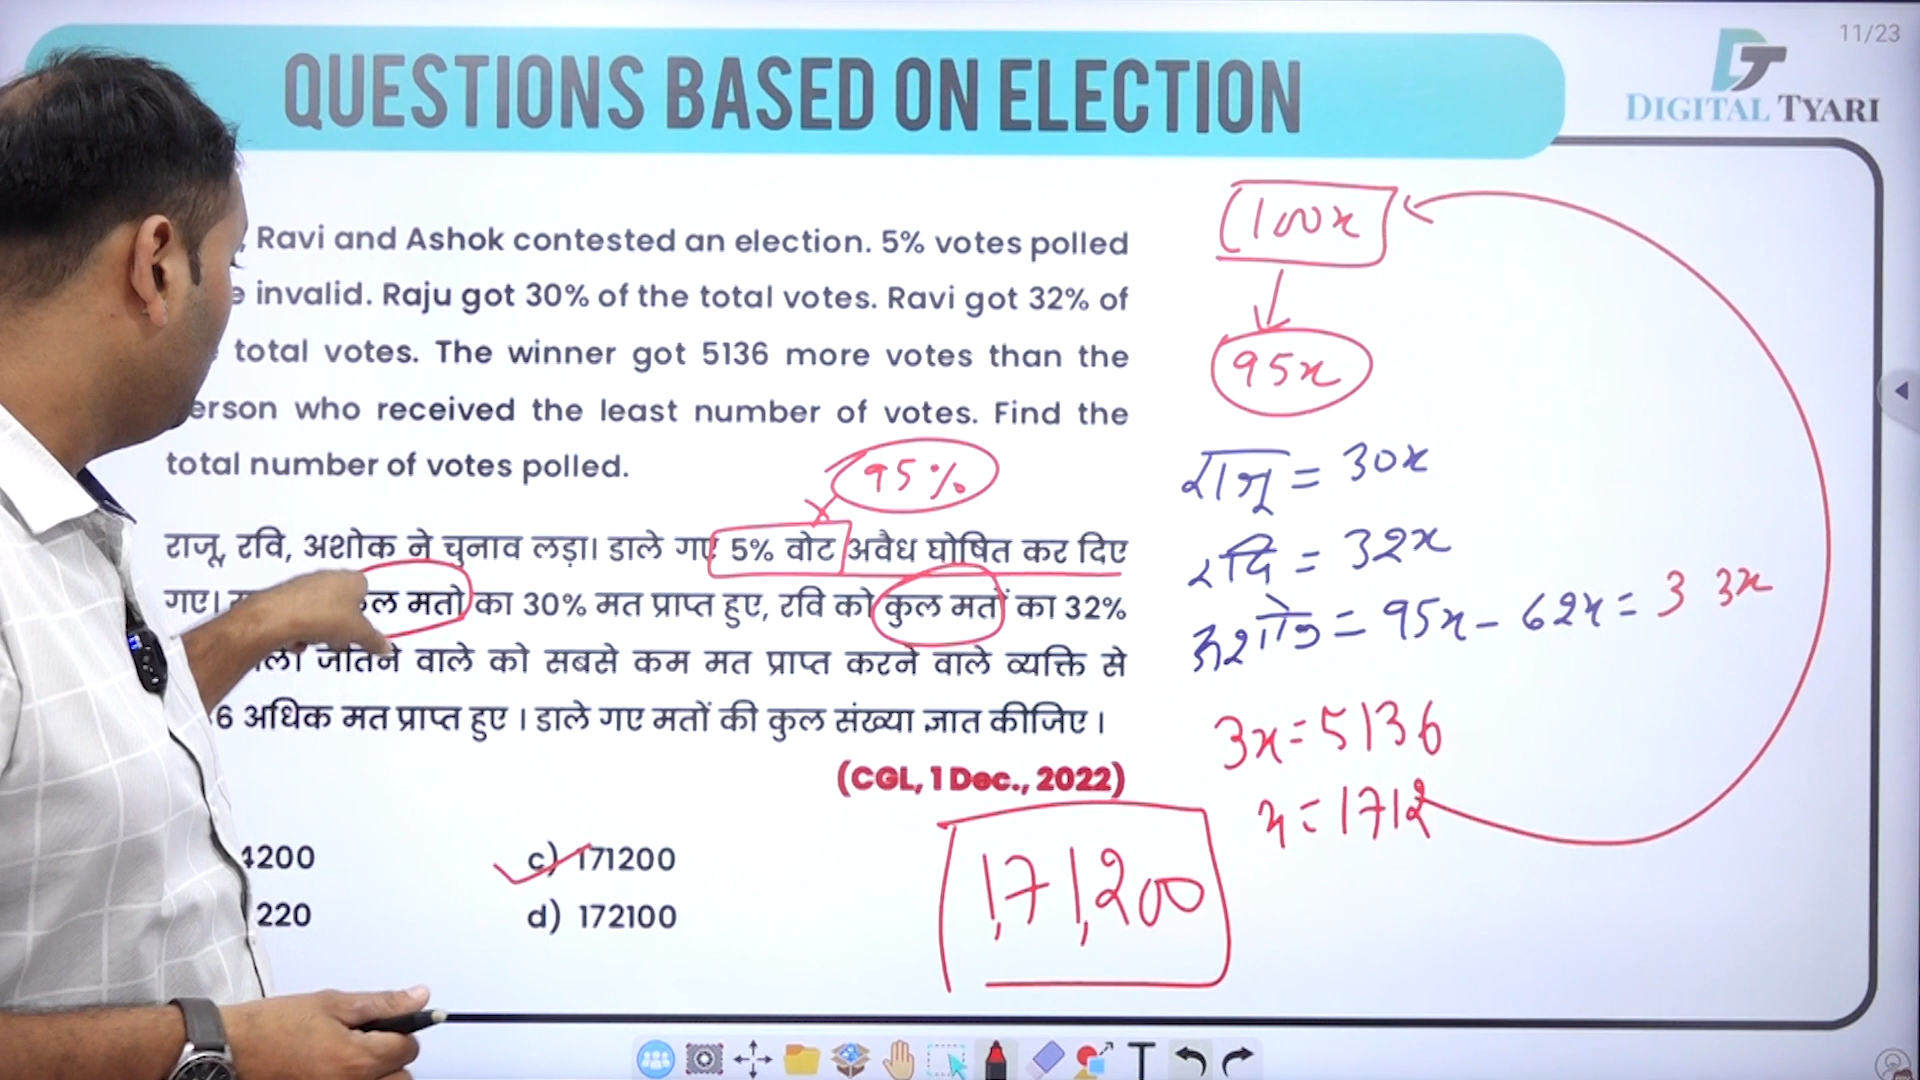 11/23
QUESTIONS BASED ON ELECTION
DT
DIGITAL TYARI
, Ravi and Ashok contested an election. 5% votes polled
e invalid. Raju got 30% of the total votes. Ravi got 32% of
total votes. The winner got 5136 more votes than the
erson who received the least number of votes. Find the
total number of votes polled.
95%
राजू, रवि, अशोक ने चुनाव लड़ा। डाले गए 5% वोट अवैध घोषित कर दिए
गए। ल मतो का 30% मत प्राप्त हुए, रवि को कुल मतों का 32%
जीतने वाले को सबसे कम मत प्राप्त करने वाले व्यक्ति से
6 अधिक मत प्राप्त हुए । डाले गए मतों की कुल संख्या ज्ञात कीजिए ।
(CGL, 1 Dec., 2022)
4200
c) 171200
220
d) 172100
1,71,200
100x
95x
राजू = 30x
रवि = 32x
अशोक = 95x - 62x = 33x
3x = 5136
x = 1712
T